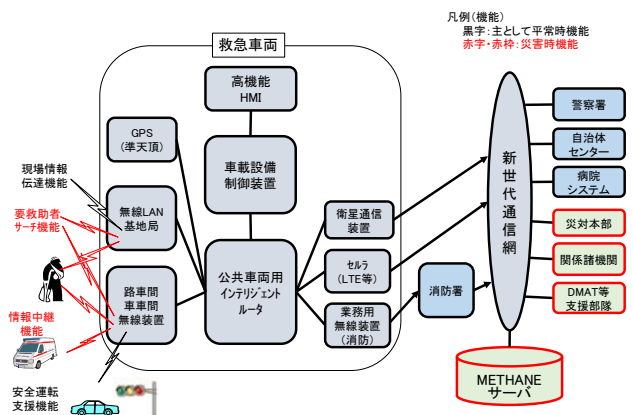 凡例(機能)
黒字:主として平常時機能
赤字・赤枠:災害時機能
救急車両
高機能
HMI
GPS
(準天頂)
車載設備
制御装置
現場情報
伝達機能
無線LAN
基地局
要救助者
サーチ機能
公共車両用
インテリジェント
ルータ
路車間
車車間
無線装置
情報中継
機能
安全運転
支援機能
衛星通信
装置
セルラ
(LTE等)
業務用
無線装置
(消防)
消防署
新世代通信網
警察署
自治体
センター
病院
システム
災対本部
関係諸機関
DMAT等
支援部隊
METHANE
サーバ